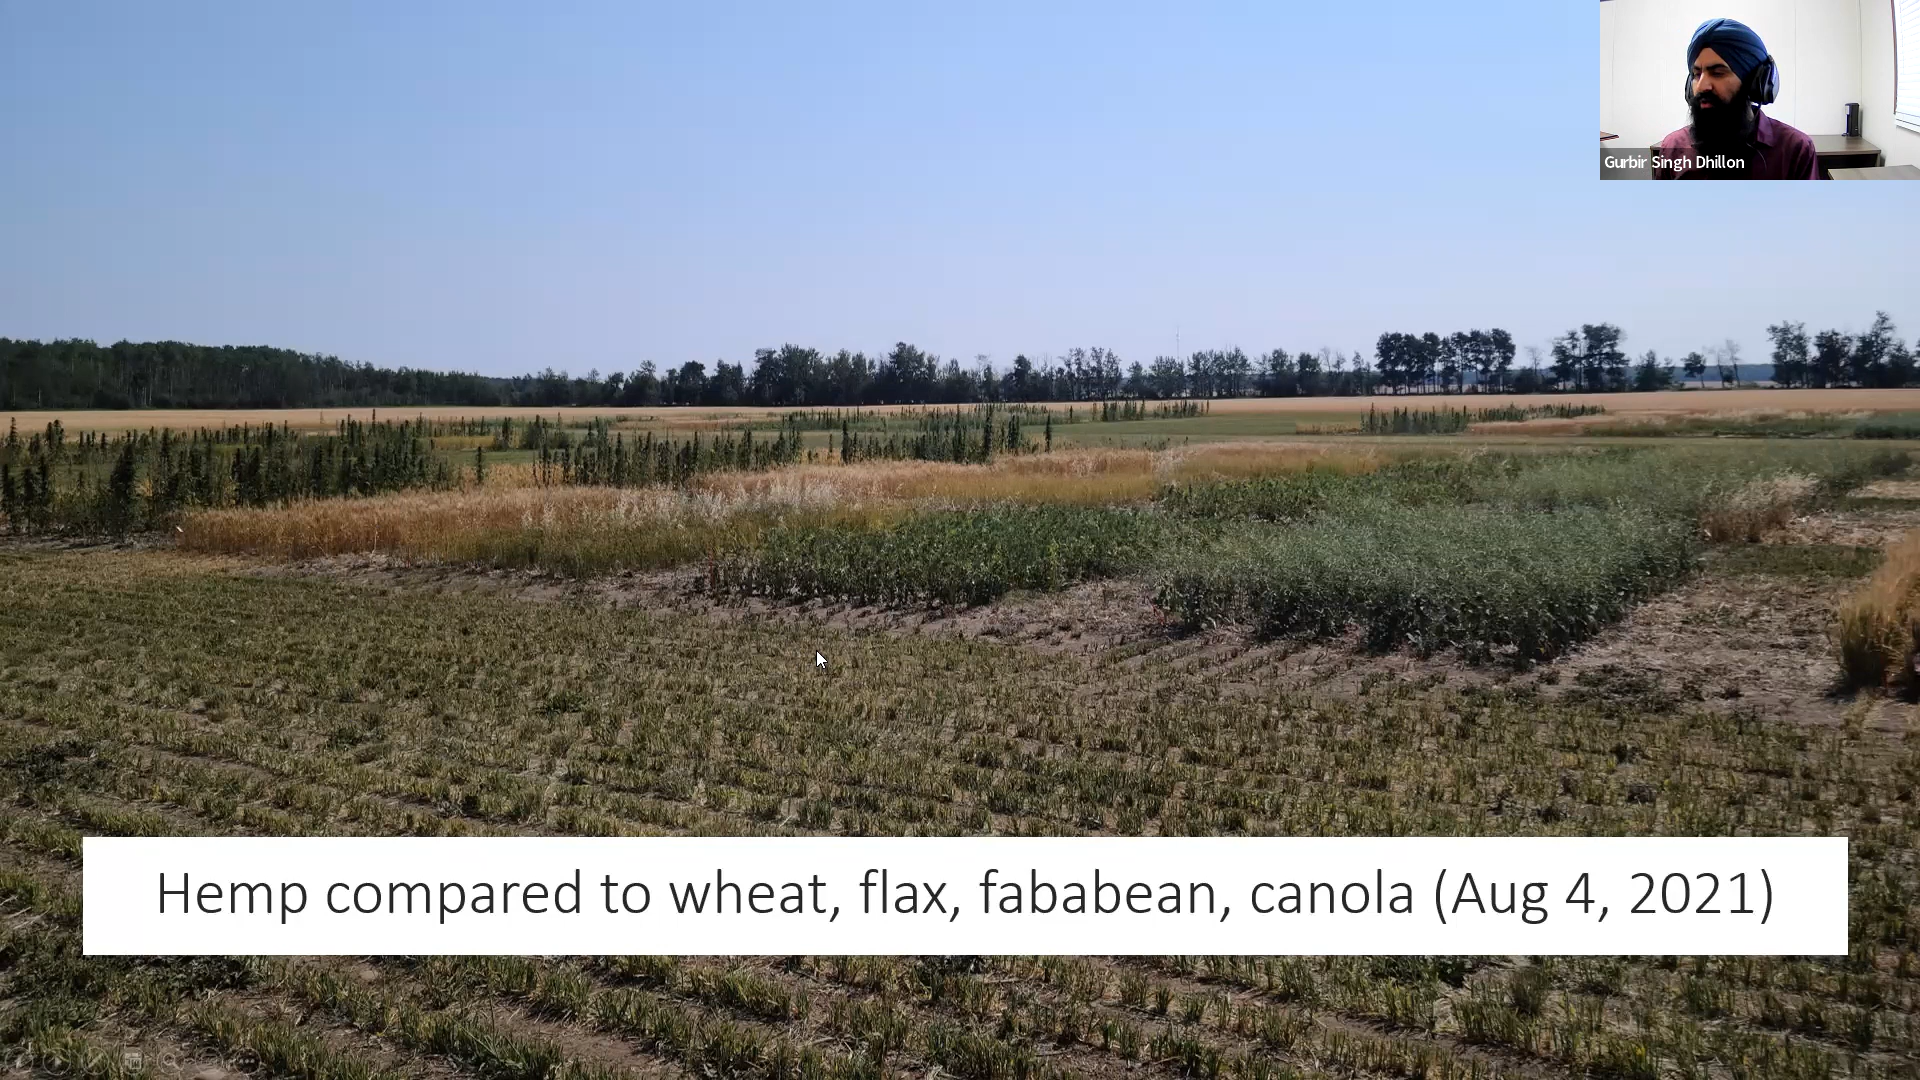 Gurbir Singh Dhillon
Hemp compared to wheat, flax, fababean, canola (Aug 4, 2021)